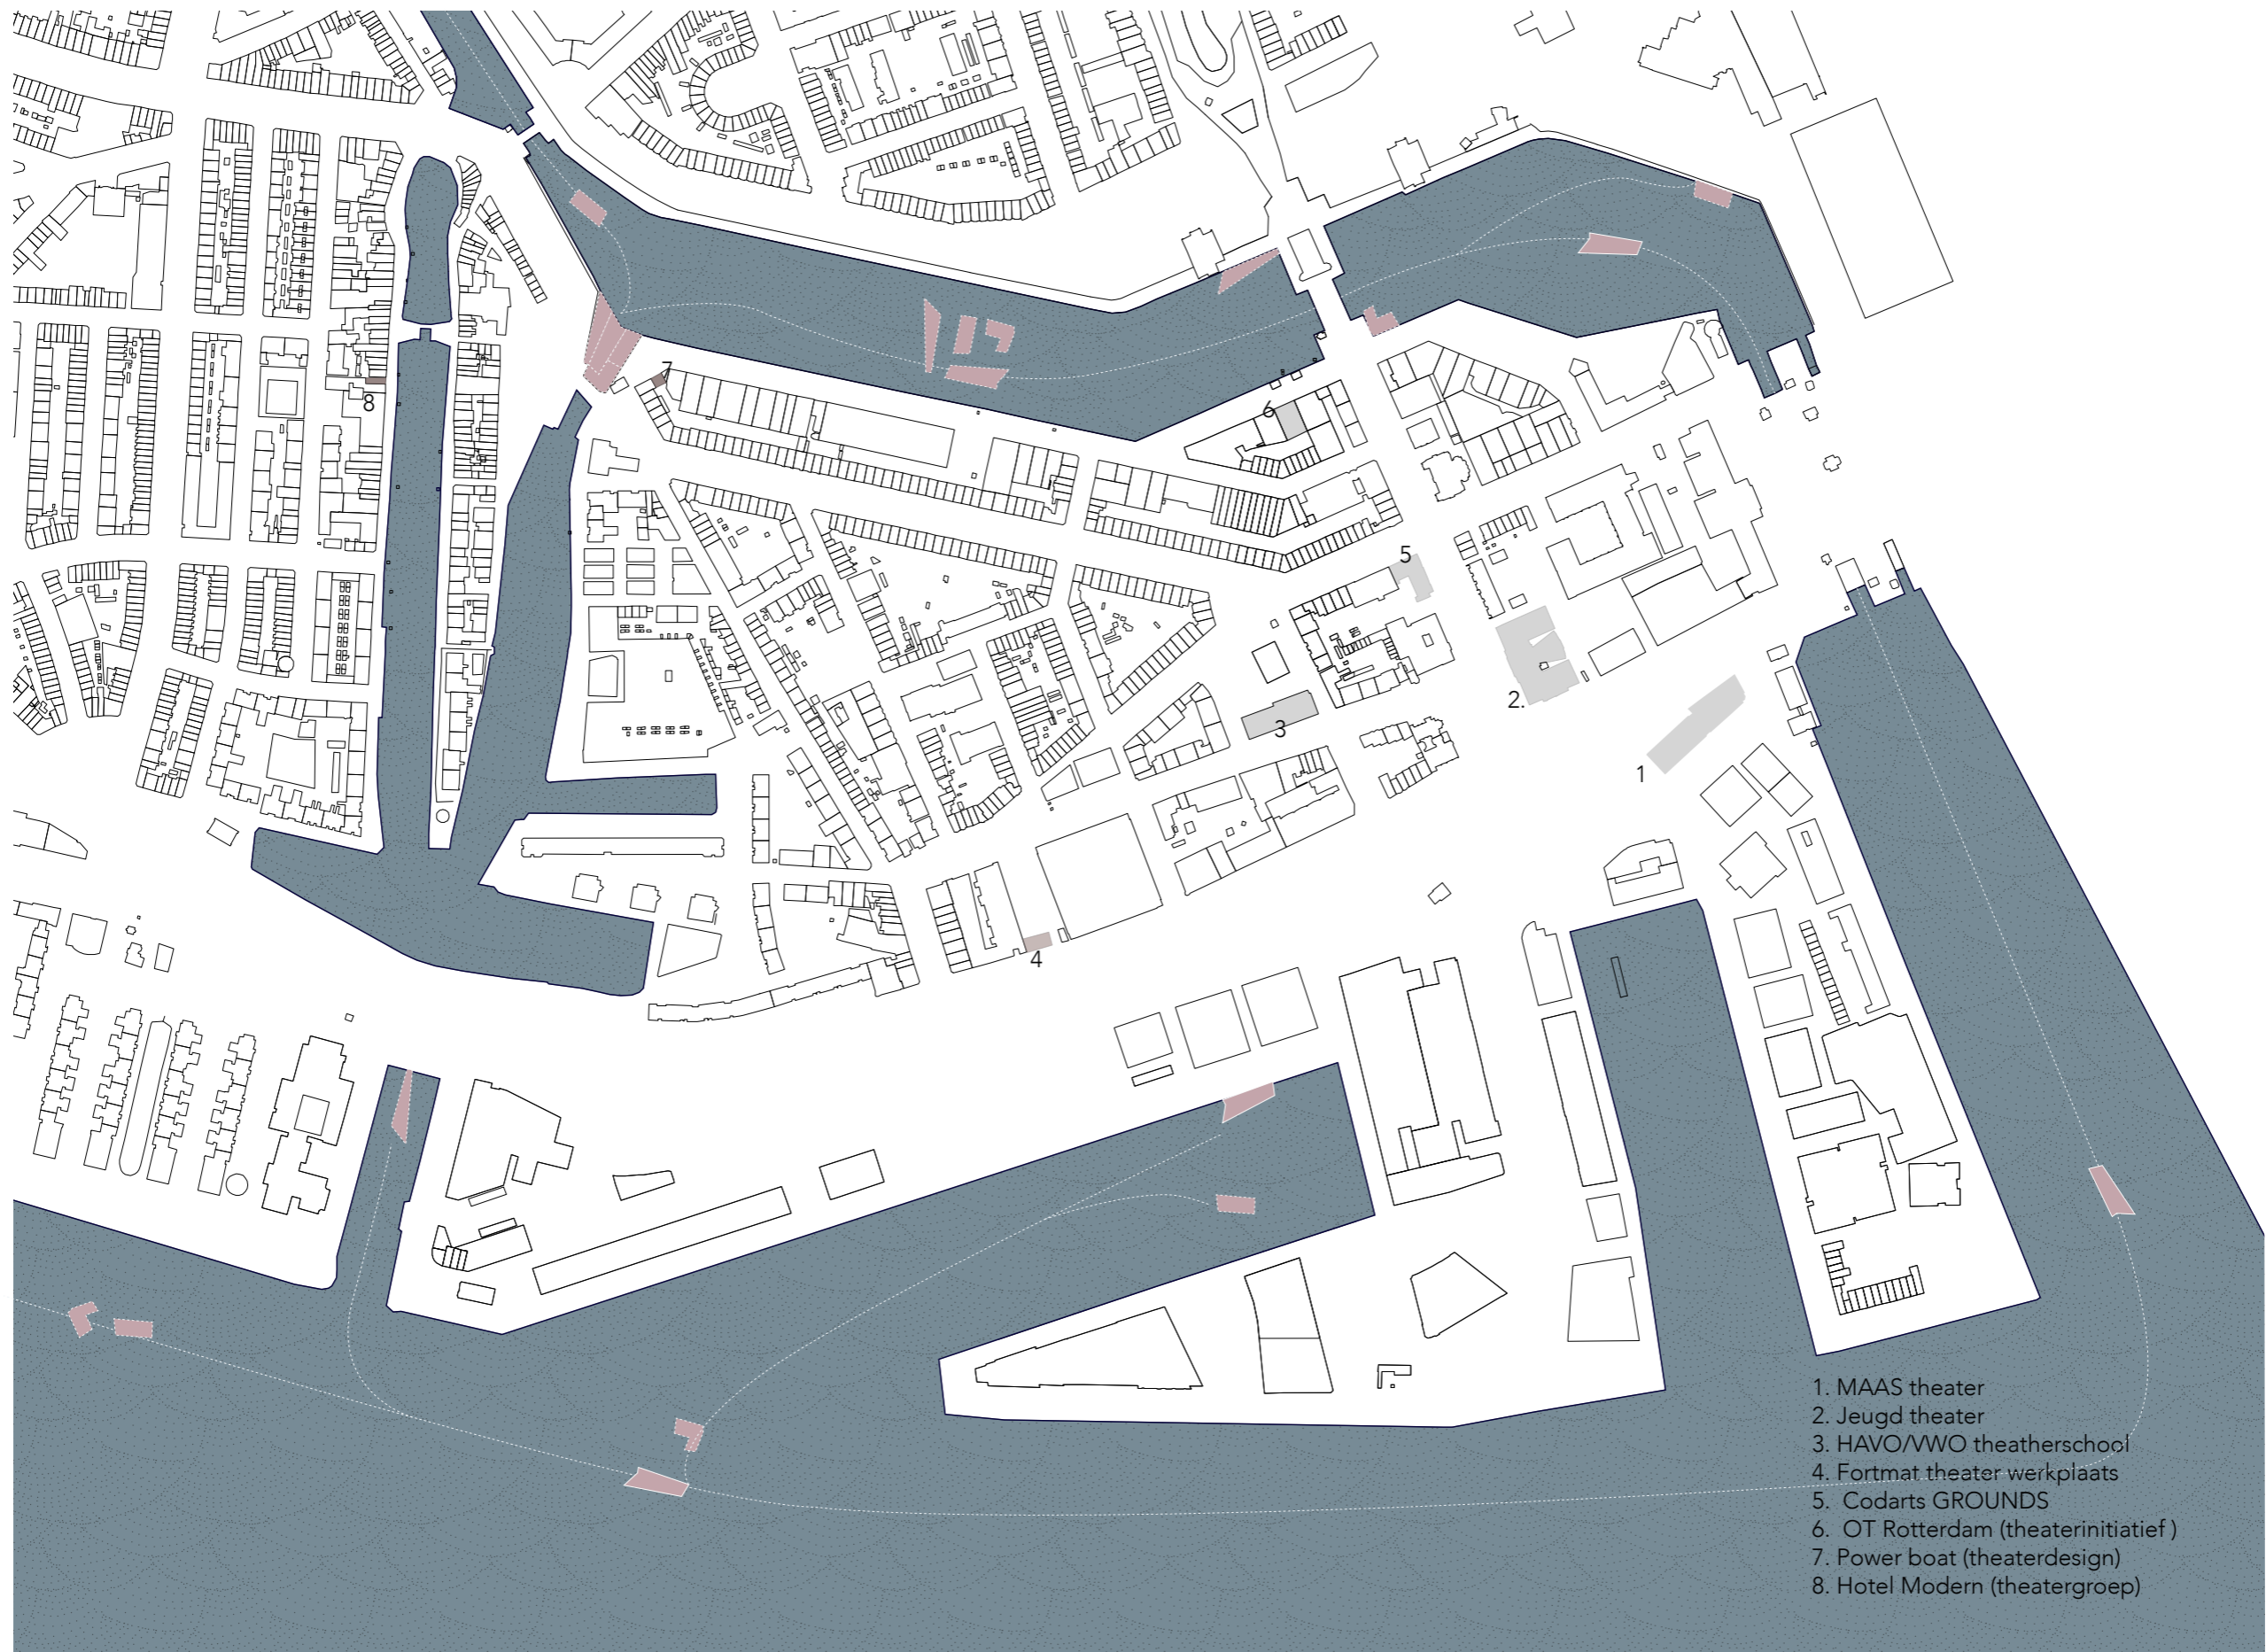 7
8
6
5
2.
3
1
4
1. MAAS theater
2. Jeugd theater
3. HAVO/VWO theatherschool
4. Fortmat theater werkplaats
5. Codarts GROUNDS
6. OT Rotterdam (theaterinitiatief )
7. Power boat (theaterdesign)
8. Hotel Modern (theatergroep)